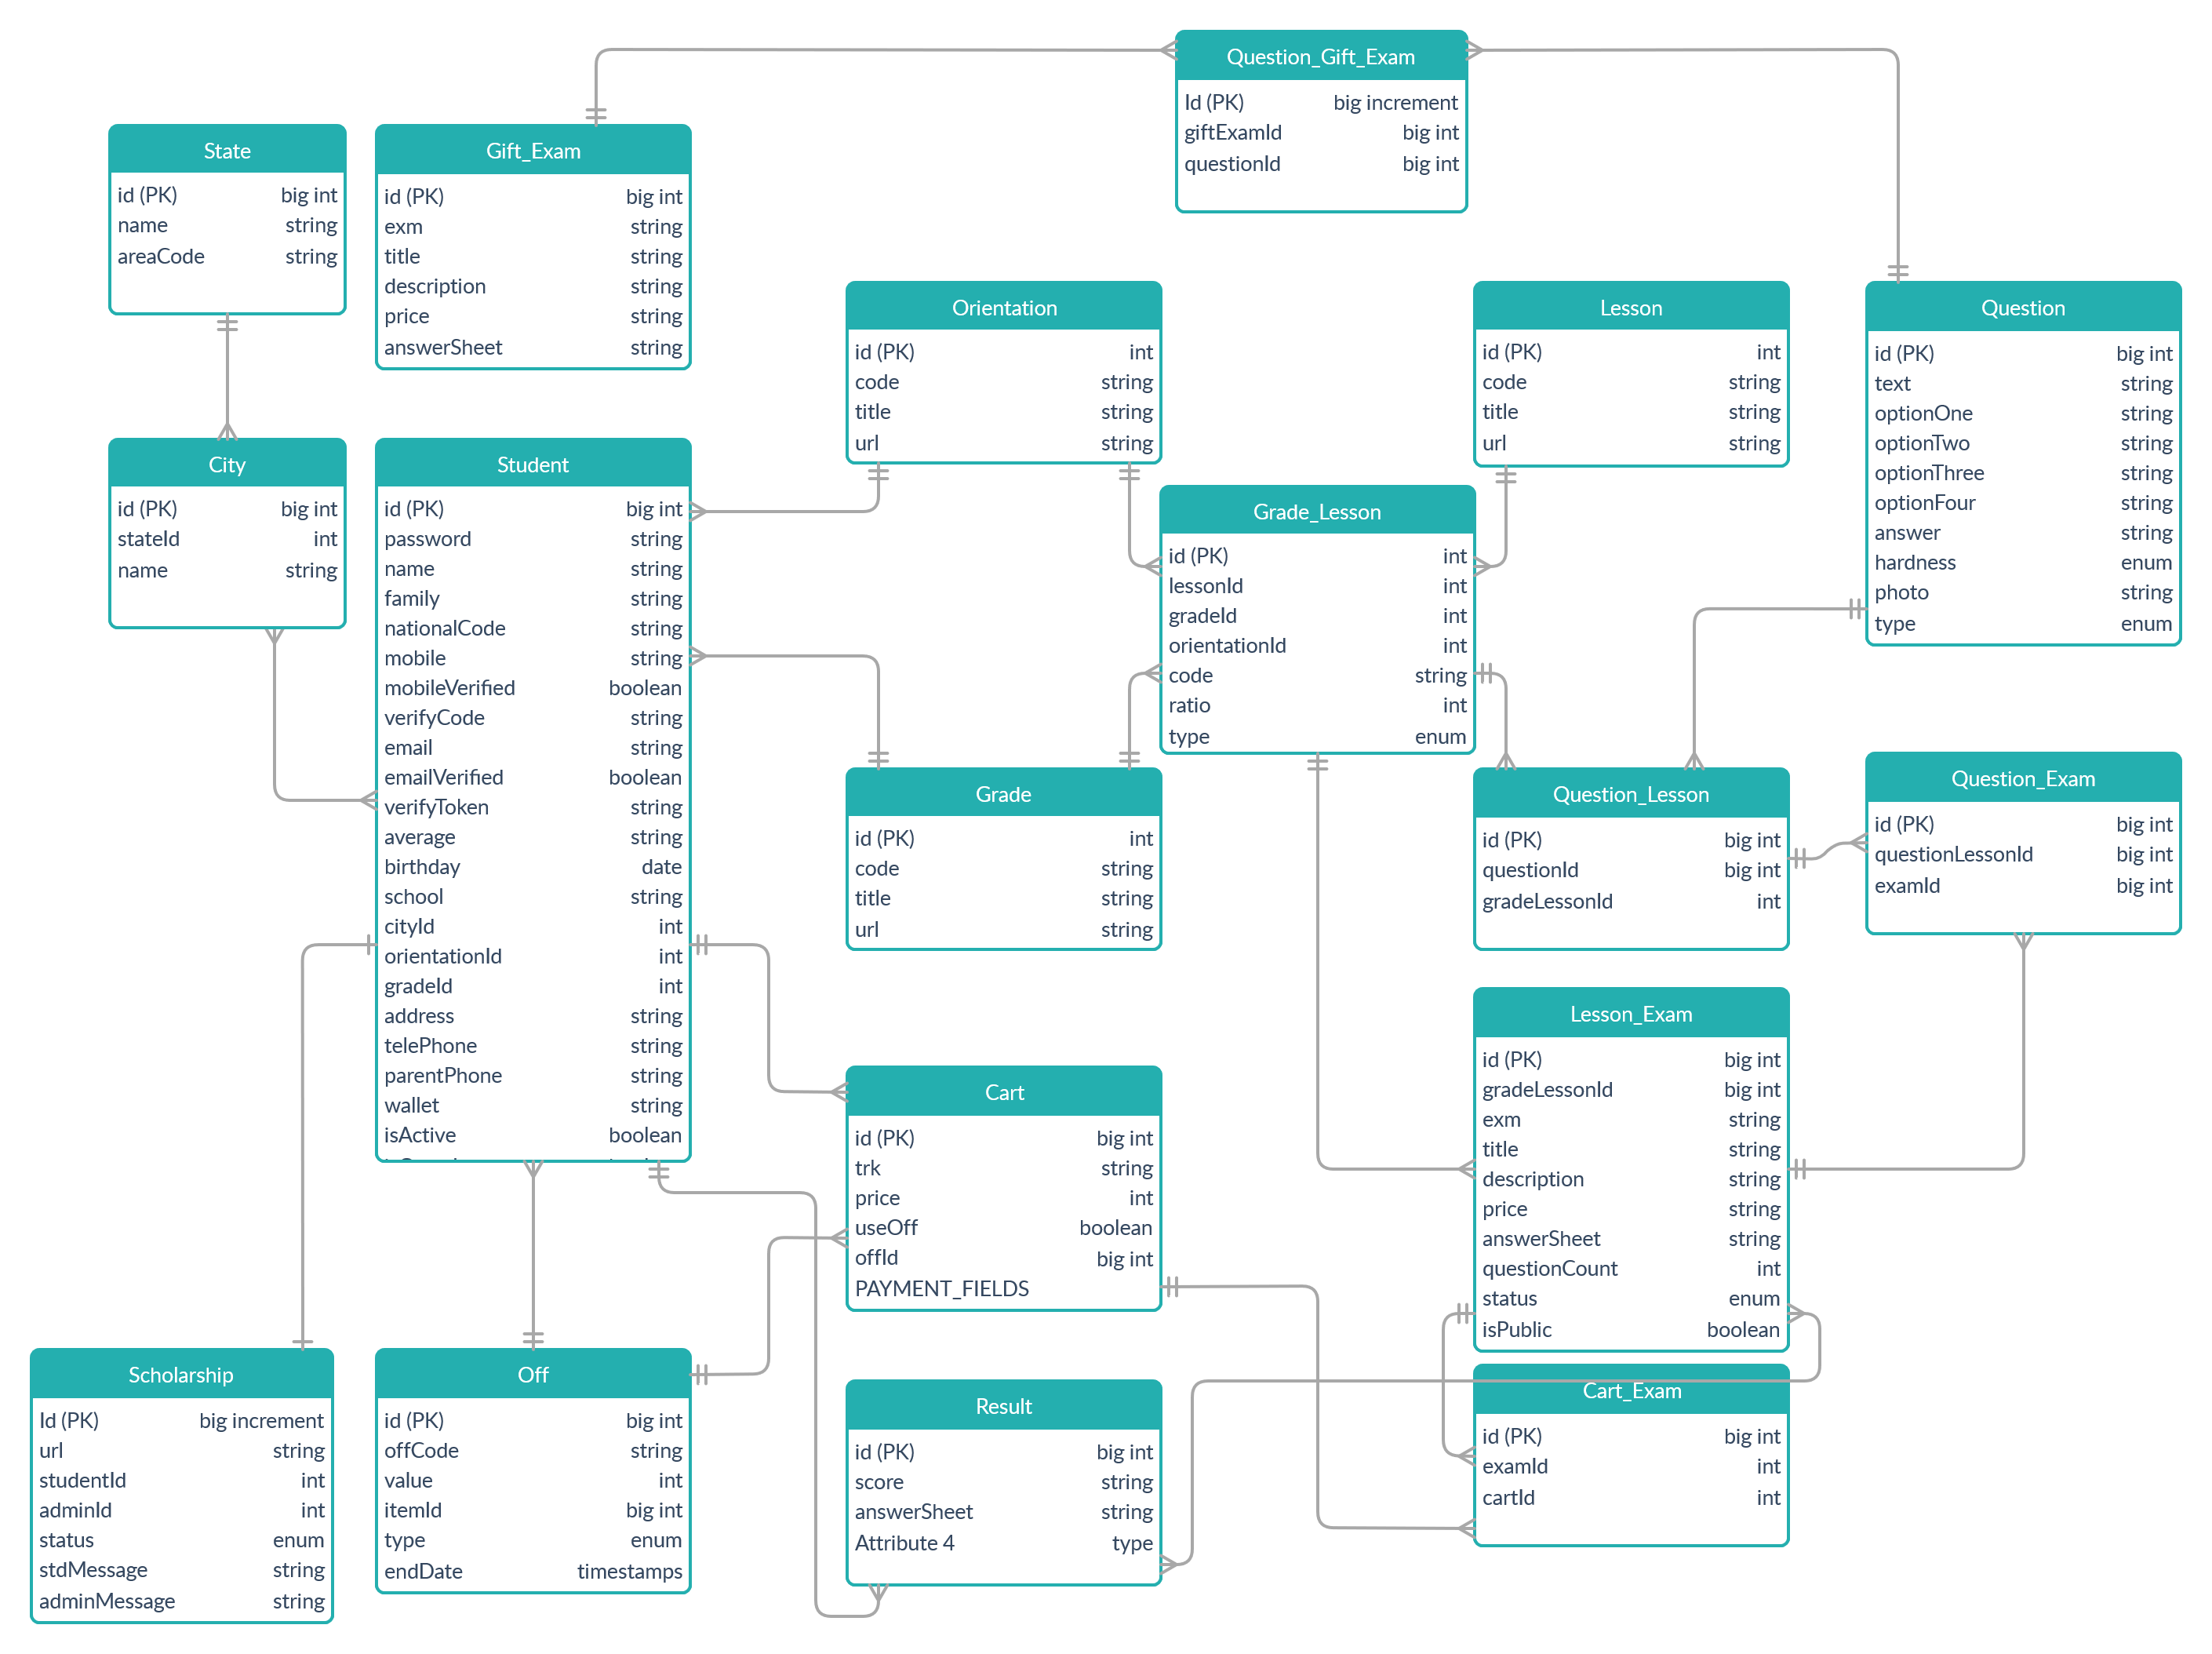 Question_Gift_Exam
Id (PK) big increment
giftExamId big int
questionId big int
State
id (PK) big int
name string
areaCode string
Gift_Exam
id (PK) big int
exm string
title string
description string
price string
answerSheet string
Orientation
id (PK) int
code string
title string
url string
Lesson
id (PK) int
code string
title string
url string
Question
id (PK) big int
text string
optionOne string
optionTwo string
optionThree string
optionFour string
answer string
hardness enum
photo string
type enum
City
id (PK) big int
stateId int
name string
Student
id (PK) big int
password string
name string
family string
nationalCode string
mobile string
mobileVerified boolean
verifyCode string
email string
emailVerified boolean
verifyToken string
average string
birthday date
school string
cityId int
orientationId int
gradeId int
address string
telePhone string
parentPhone string
wallet string
isActive boolean
Grade_Lesson
id (PK) int
lessonId int
gradeId int
orientationId int
code string
ratio int
type enum
Grade
id (PK) int
code string
title string
url string
Question_Lesson
id (PK) big int
questionId big int
gradeLessonId int
Question_Exam
id (PK) big int
questionLessonId big int
examId big int
Lesson_Exam
id (PK) big int
gradeLessonId big int
exm string
title string
description string
price string
answerSheet string
questionCount int
status enum
isPublic boolean
Cart
id (PK) big int
trk string
price int
useOff boolean
offId big int
PAYMENT_FIELDS
Scholarship
Id (PK) big increment
url string
studentId int
adminId int
status enum
stdMessage string
adminMessage string
Off
id (PK) big int
offCode string
value int
itemId big int
type enum
endDate timestamps
Result
id (PK) big int
score string
answerSheet string
Attribute 4 type
Cart_Exam
id (PK) big int
examId int
cartId int